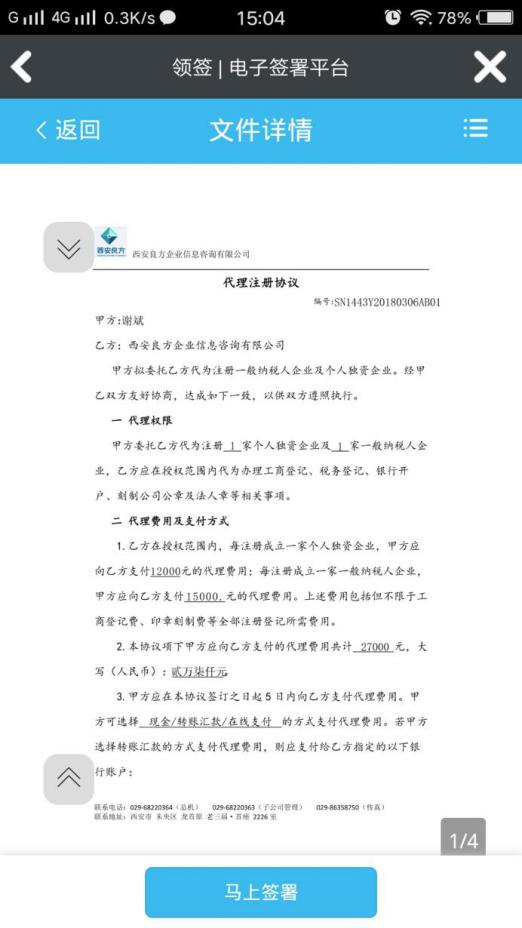 G 4G 0.3K/s 15:04 78%
领签 | 电子签署平台
返回 文件详情
西安良方 西安良方企业信息咨询有限公司
代理注册协议
编号:SN1443Y20180306AB01
甲方:谢斌
乙方：西安良方企业信息咨询有限公司
甲方拟委托乙方代为注册一般纳税人企业及个人独资企业。经甲
乙双方友好协商，达成如下一致，以供双方遵照执行。
一 代理权限
甲方委托乙方代为注册 1 家个人独资企业及 1 家一般纳税人企
业，乙方应在授权范围内代为办理工商登记、税务登记、银行开
户、刻制公司公章及法人章等相关事项。
二 代理费用及支付方式
1.乙方在授权范围内，每注册成立一家个人独资企业，甲方应
向乙方支付12000元的代理费用；每注册成立一家一般纳税人企业，
甲方应向乙方支付 15000. 元的代理费用。上述费用包括但不限于工
商登记费、印章刻制费等全部注册登记所需费用。
2.本协议项下甲方应向乙方支付的代理费用共计 27000 元，大
写（人民币）：贰万柒仟元
3.甲方应在本协议签订之日起 5 日内向乙方支付代理费用。甲
方可选择 现金/转账汇款/在线支付 的方式支付代理费用。若甲方
选择转账汇款的方式支付代理费用，则应支付给乙方指定的以下银
行账户：
联系电话：029-68220364（总机） 029-68220363（子公司管理） 029-86358750（传真）
联系地址：西安市 未央区 龙首原 老三届·首座 2226 室
1/4
马上签署